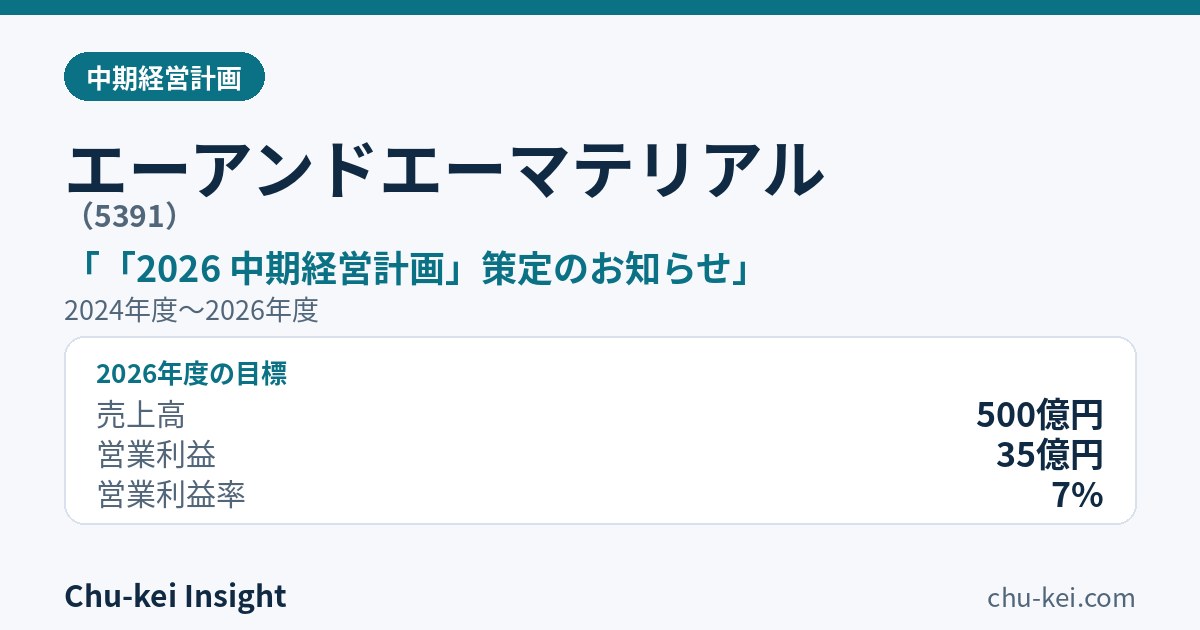 中期経営計画
エーアンドエーマテリアル
（5391）
「「2026 中期経営計画」策定のお知らせ」
2024年度〜2026年度
2026年度の目標
売上高 500億円
営業利益 35億円
営業利益率 7%
Chu-kei Insight chu-kei.com